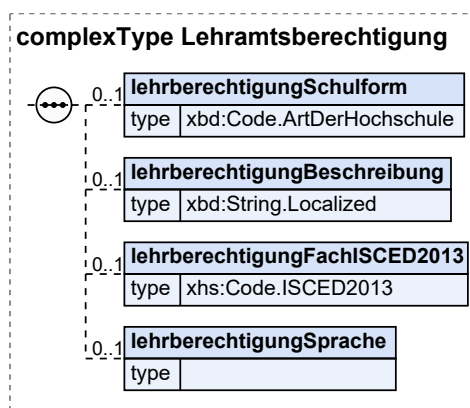 complexType Lehramtsberechtigung
0..1 lehrberechtigungSchulform
type xbd:Code.ArtDerHochschule
0..1 lehrberechtigungBeschreibung
type xbd:String.Localized
0..1 lehrberechtigungFachISCED2013
type xhs:Code.ISCED2013
0..1 lehrberechtigungSprache
type